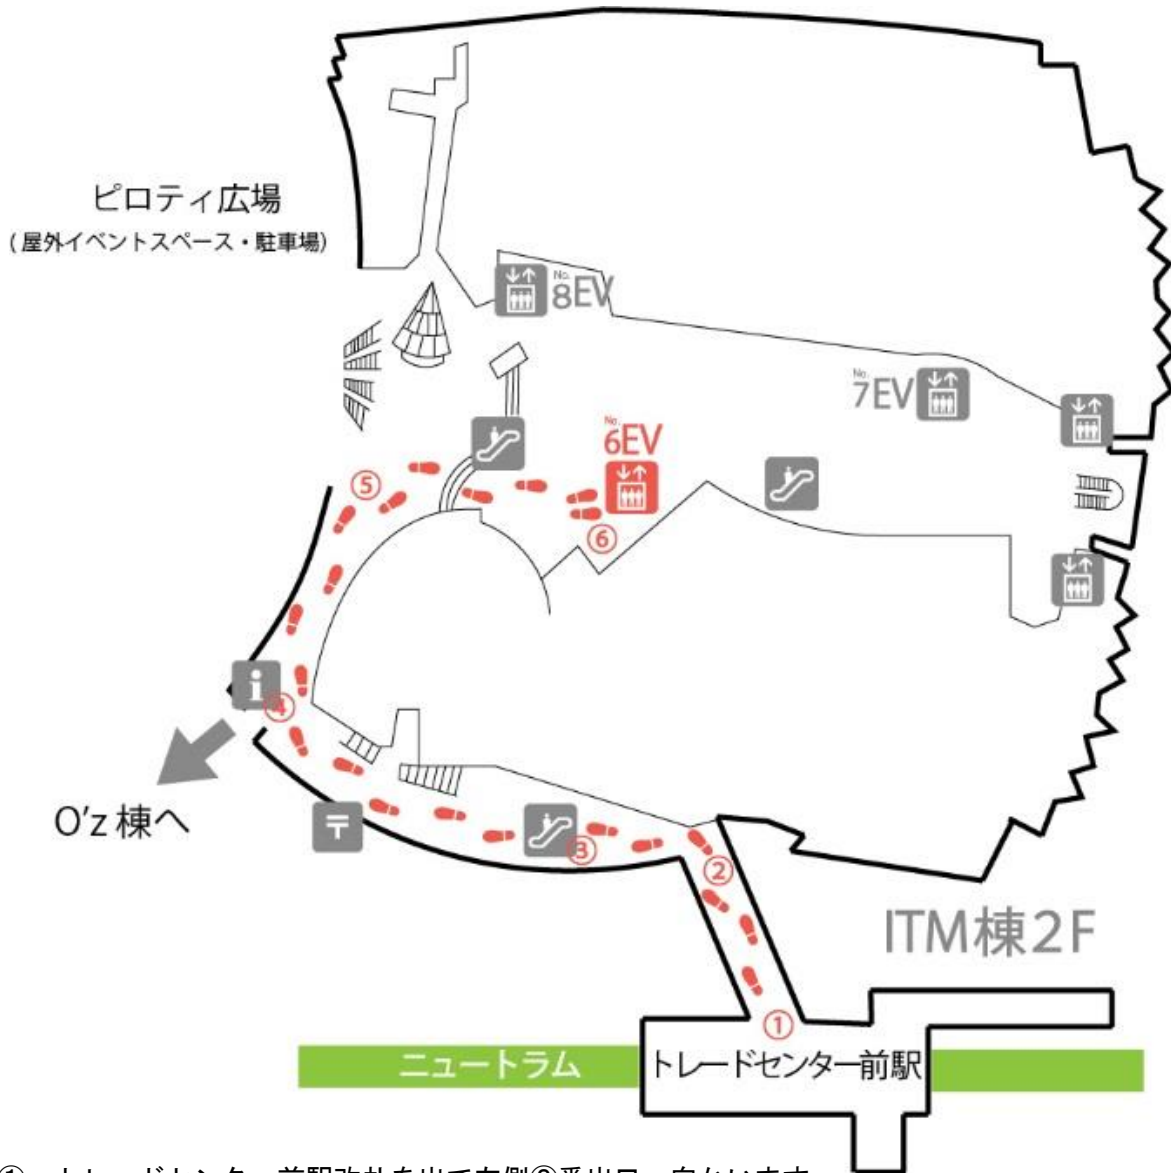 ピロティ広場
(屋外イベントスペース・駐車場)
No.
8EV
No.
7EV
No.
6EV
⑤
⑥
i
④
O'z 棟へ
〒
③
②
ITM棟2F
①
ニュートラム
トレードセンター前駅